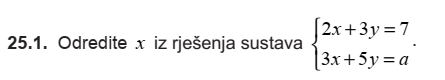 25.1. Odredite x iz rješenja sustava { 2x + 3y = 7
3x + 5y = a .